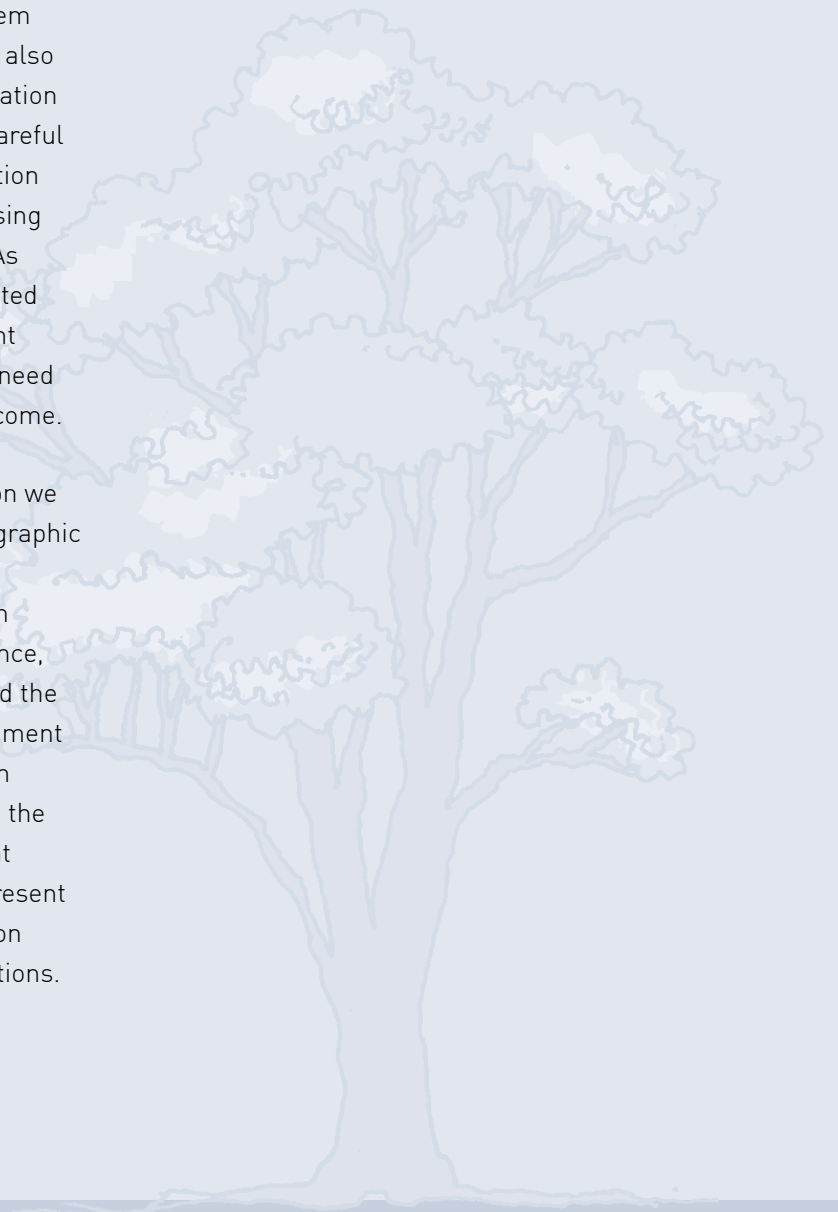 em
also
ation
areful
tion
sing
As
ted
nt
need
come.
on we
graphic
n
nce,
d the
ment
n
the
t
resent
on
tions.